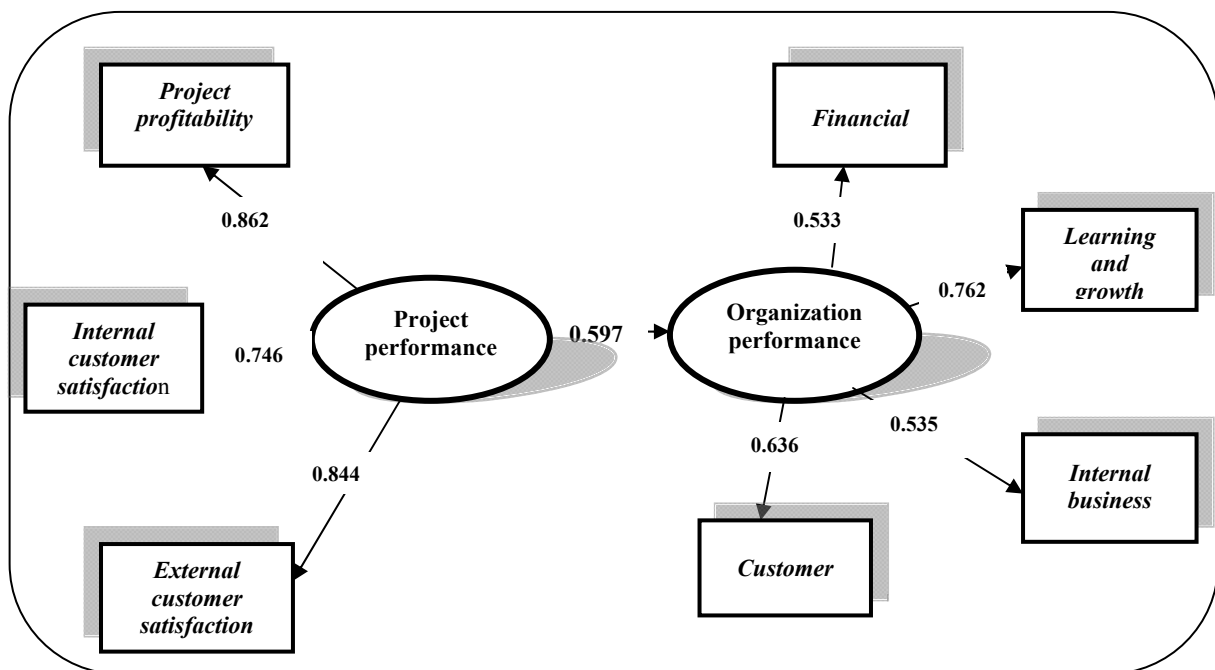 Project
profitability
Financial
0.862
0.533
Learning
and
growth
0.762
Internal
customer
satisfaction
0.746
Project
performance
0.597
Organization
performance
0.535
0.636
0.844
Internal
business
External
customer
satisfaction
Customer